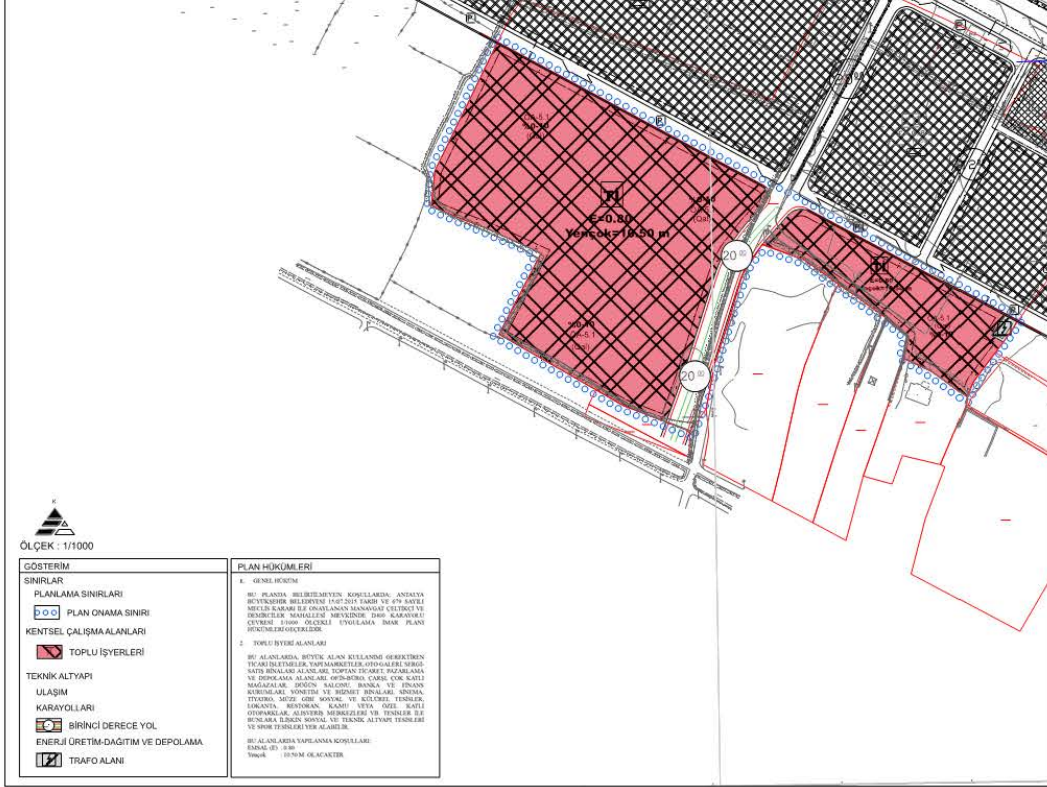 P
P
P
P
P
TI
E=0.80
Yençok=10.50 m
TI
20
20
K
ÖLÇEK : 1/1000
GÖSTERİM
SINIRLAR
PLANLAMA SINIRLARI
PLAN ONAMA SINIRI
KENTSEL ÇALIŞMA ALANLARI
TOPLU İŞYERLERİ
TEKNİK ALTYAPI
ULAŞIM
KARAYOLLARI
BİRİNCİ DERECE YOL
ENERJİ ÜRETİM-DAĞITIM VE DEPOLAMA
TRAFO ALANI
PLAN HÜKÜMLERİ
GENEL HÜKÜM
BU PLANDA BELİRTİLMEYEN KOŞULLARDA; ANTALYA
BÜYÜKŞEHİR BELEDİYESİ 15.07.2015 TARİH VE 679 SAYILI
MECLİS KARARI İLE ONAYLANAN MANAVGAT ÇELTİKÇİ VE
DEMİRCİLER MAHALLESİ MEVKİİNDE D400 KARAYOLU
ÇEVRESİ 1/1000 ÖLÇEKLİ UYGULAMA İMAR PLANI
HÜKÜMLERİ GEÇERLİDİR.
2. TOPLU İŞYERİ ALANLARI
BU ALANLARDA, BÜYÜK ALAN KULLANIMI GEREKTİREN
TİCARİ İŞLETMELER, YAPI MARKETLER, OTO GALERİ, SERGİ-
SATIŞ BİNALARI ALANLARI, TOPTAN TİCARET, PAZARLAMA
VE DEPOLAMA ALANLARI, OFİS-BÜRO, ÇARŞI, ÇOK KATLI
MAĞAZALAR, DÜĞÜN SALONU, BANKA VE FİNANS
KURUMLARI, YÖNETİM VE HİZMET BİNALARI, SİNEMA,
TİYATRO, MÜZE GİBİ SOSYAL VE KÜLTÜREL TESİSLER,
LOKANTA, RESTORAN, KAMU VEYA ÖZEL KATLI
OTOPARKLAR, ALIŞVERİŞ MERKEZLERİ VB. TESİSLER İLE
BUNLARA İLİŞKİN SOSYAL VE TEKNİK ALTYAPI TESİSLERİ
VE SPOR TESİSLERİ YER ALABİLİR.
BU ALANLARDA YAPILANMA KOŞULLARI:
EMSAL (E) : 0.80
Yençok : 10.50 M OLACAKTIR.